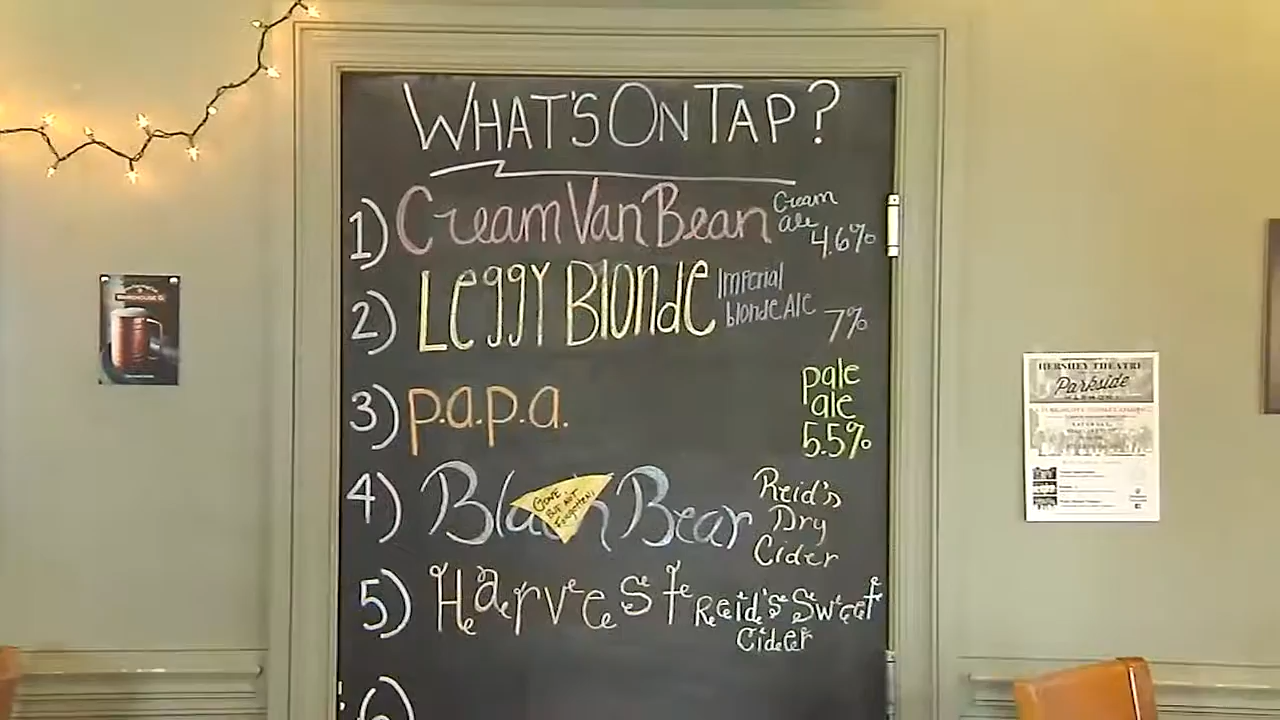 WHAT'S ON TAP?
1) Cream Van Bean Cream ale 4.6%
2) Leggy Blonde Imperial blonde Ale 7%
3) p.a.p.a. pale ale 5.5%
4) Bear Reid's Dry Cider
GONE BUT NOT Forgotten!
5) Harvest Reid's Sweet Cider
WAREHOUSE
HERSHEY THEATRE
Parkside
HARMONY